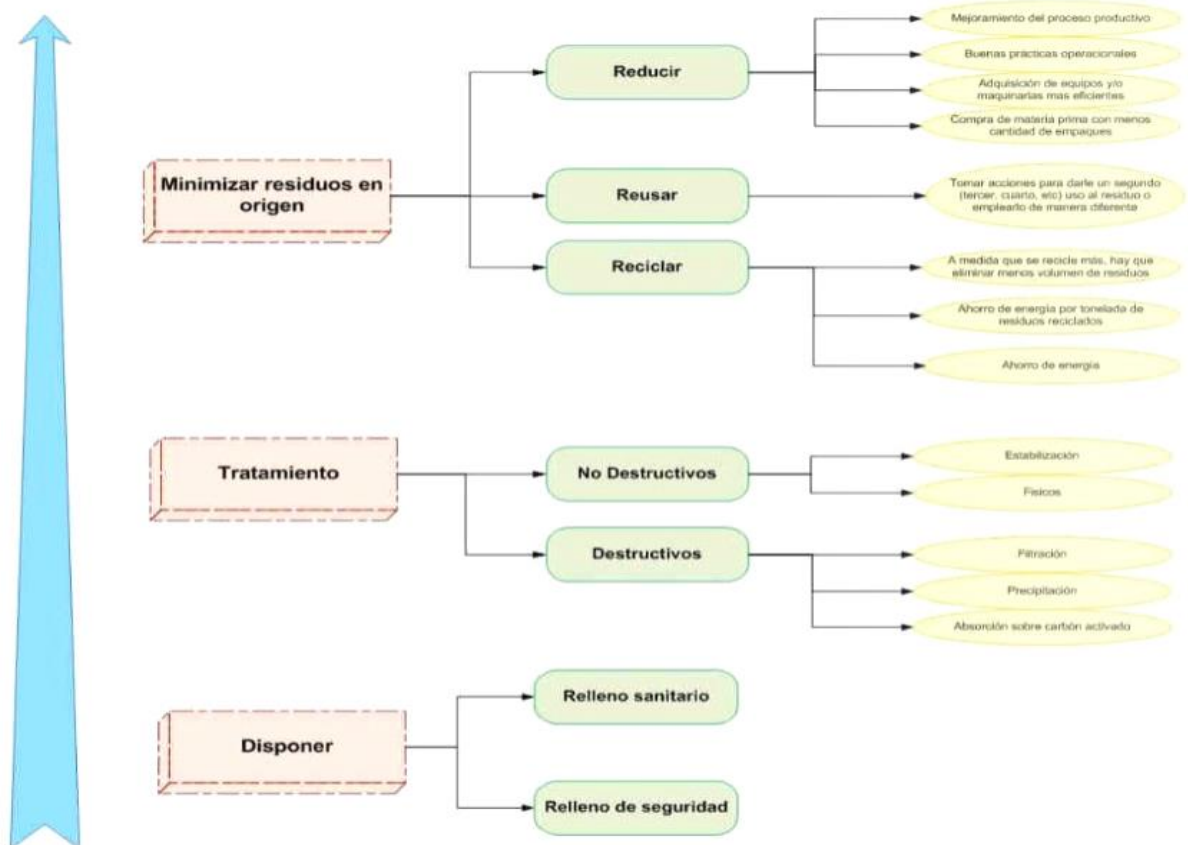 Mejoramiento del proceso productivo
Buenas prácticas operacionales
Reducir
Adquisición de equipos y/o
maquinarias mas eficientes
Compra de materia prima con menos
cantidad de empaques
Minimizar residuos en
origen
Reusar
Tomar acciones para darle un segundo
(tercer, cuarto, etc) uso al residuo o
emplearlo de manera diferente
Reciclar
A medida que se recicle más, hay que
eliminar menos volumen de residuos
Ahorro de energía por tonelada de
residuos reciclados
Ahorro de energía
Tratamiento
No Destructivos
Estabilización
Físicos
Destructivos
Filtración
Precipitación
Absorción sobre carbón activado
Disponer
Relleno sanitario
Relleno de seguridad